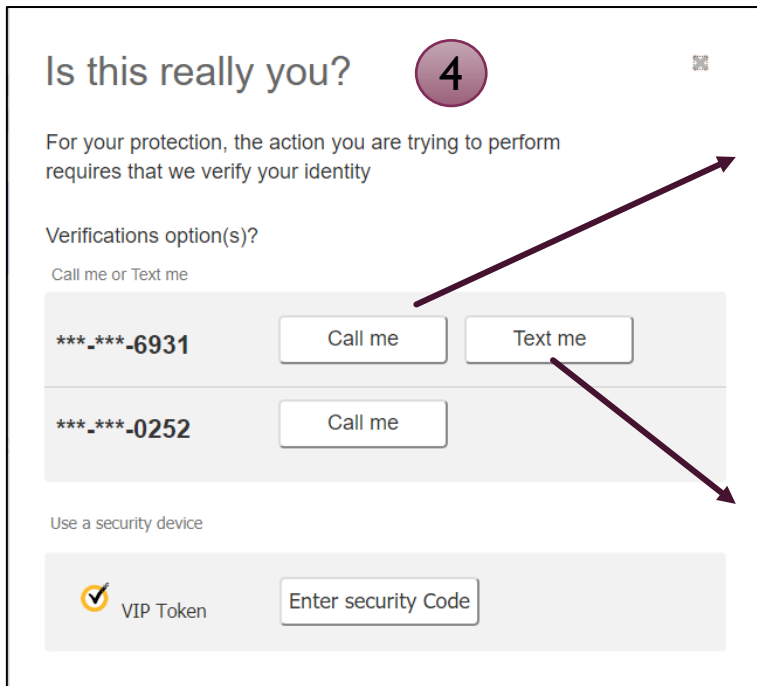 Is this really you? 4
For your protection, the action you are trying to perform
requires that we verify your identity
Verifications option(s)?
Call me or Text me
***-***-6931 Call me Text me
***-***-0252 Call me
Use a security device
VIP Token Enter security Code